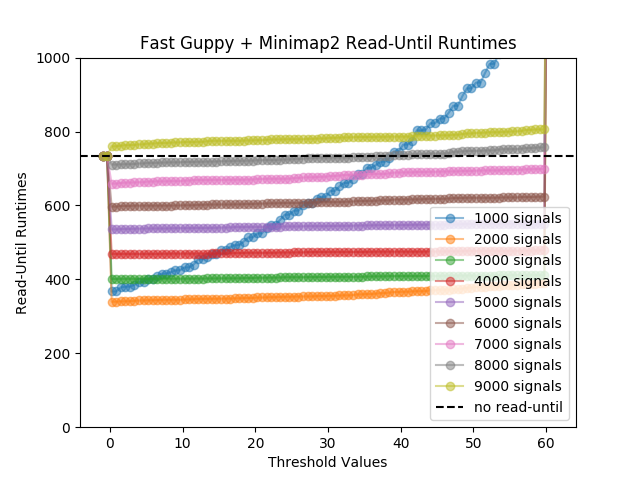 Fast Guppy + Minimap2 Read-Until Runtimes
1000
800
600
400
200
0
Read-Until Runtimes
0 10 20 30 40 50 60
Threshold Values
1000 signals
2000 signals
3000 signals
4000 signals
5000 signals
6000 signals
7000 signals
8000 signals
9000 signals
no read-until